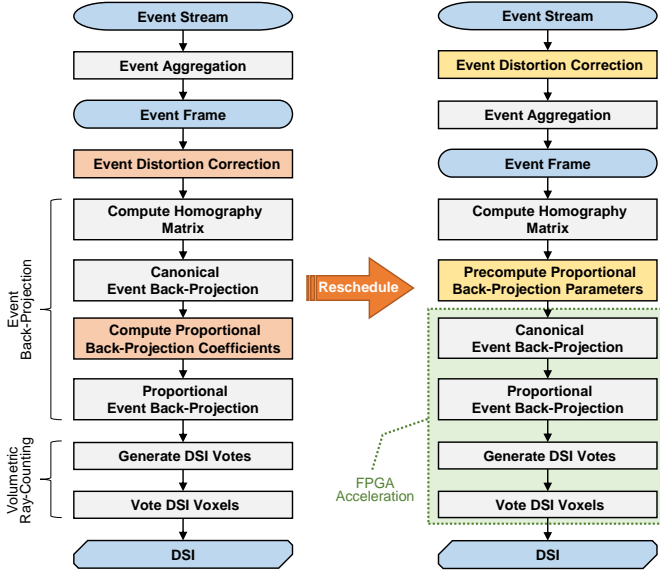 Event Stream
Event Aggregation
Event Frame
Event Distortion Correction
Compute Homography
Matrix
Canonical
Event Back-Projection
Compute Proportional
Back-Projection Coefficients
Proportional
Event Back-Projection
Generate DSI Votes
Vote DSI Voxels
DSI
Event
Back-Projection
Volumetric
Ray-Counting
Reschedule
Event Stream
Event Distortion Correction
Event Aggregation
Event Frame
Compute Homography
Matrix
Precompute Proportional
Back-Projection Parameters
Canonical
Event Back-Projection
Proportional
Event Back-Projection
Generate DSI Votes
Vote DSI Voxels
DSI
FPGA
Acceleration